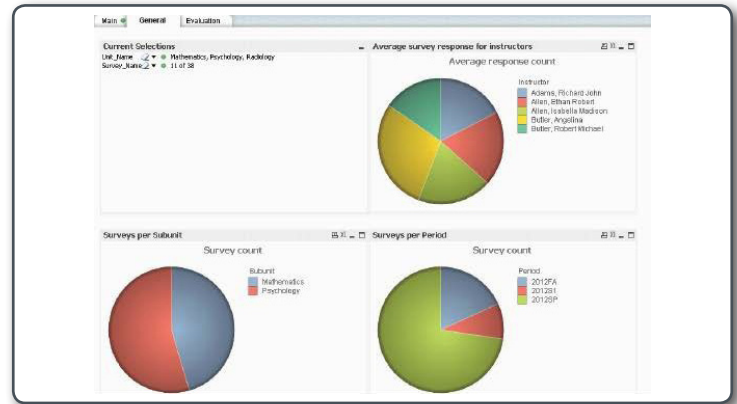 Main General Evaluation
Current Selections
Unit_Name Mathematics, Psychology, Radiology
Survey_Name 11 of 38
Average survey response for instructors
Average response count
Instructor
Adams, Richard John
Allen, Ethan Robert
Allen, Isabella Madison
Butler, Angelina
Butler, Robert Michael
Surveys per Subunit
Survey count
Subunit
Mathematics
Psychology
Surveys per Period
Survey count
Period
2012FA
2012S1
2012SP